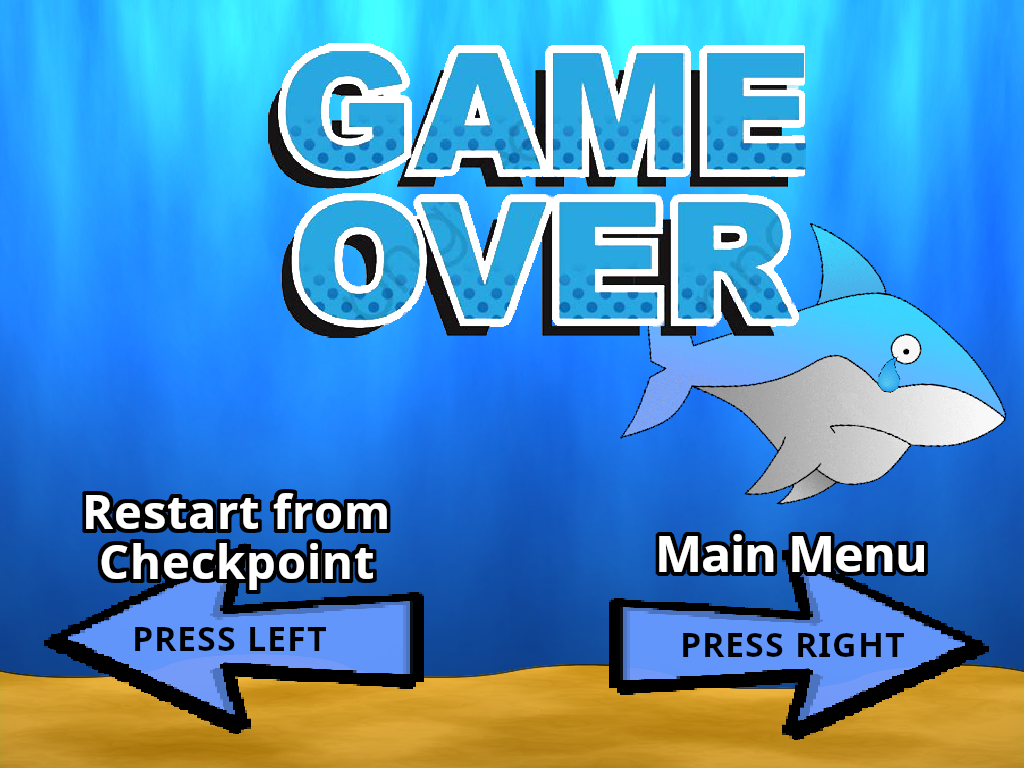 GAME
OVER
Restart from
Checkpoint
PRESS LEFT
Main Menu
PRESS RIGHT